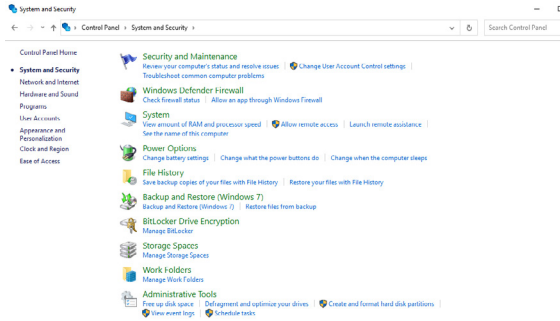 System and Security
Control Panel > System and Security >
Search Control Panel
Control Panel Home
System and Security
Network and Internet
Hardware and Sound
Programs
User Accounts
Appearance and
Personalization
Clock and Region
Ease of Access
Security and Maintenance
Review your computer's status and resolve issues | Change User Account Control settings |
Troubleshoot common computer problems
Windows Defender Firewall
Check firewall status | Allow an app through Windows Firewall
System
View amount of RAM and processor speed | Allow remote access | Launch remote assistance |
See the name of this computer
Power Options
Change battery settings | Change what the power buttons do | Change when the computer sleeps
File History
Save backup copies of your files with File History | Restore your files with File History
Backup and Restore (Windows 7)
Backup and Restore (Windows 7) | Restore files from backup
BitLocker Drive Encryption
Manage BitLocker
Storage Spaces
Manage Storage Spaces
Work Folders
Manage Work Folders
Administrative Tools
Free up disk space | Defragment and optimize your drives | Create and format hard disk partitions |
View event logs | Schedule tasks